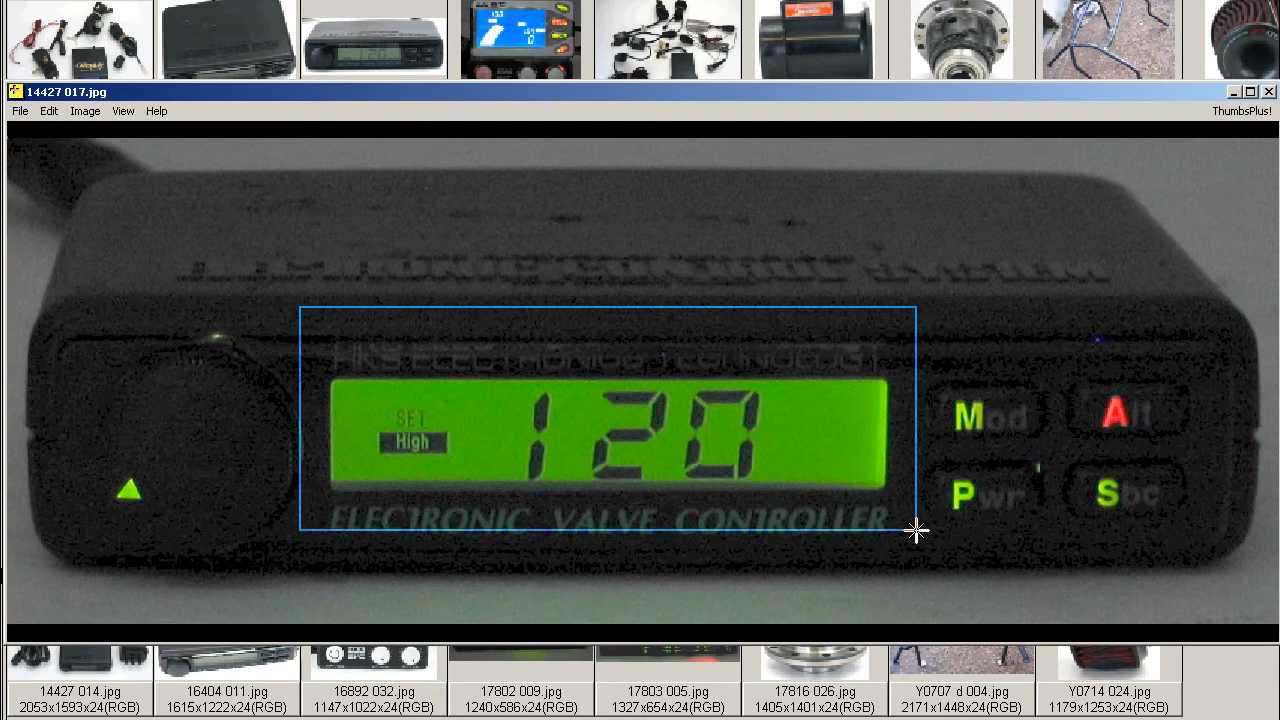 14427 017.jpg
File Edit Image View Help ThumbsPlus!
HKS ELECTRONICS TECHNOLOGY
SET
High
120
Mod Alt
Pwr Sbc
ELECTRONIC VALVE CONTROLLER
14427 014.jpg 16404 011.jpg 16892 032.jpg 17802 009.jpg 17803 005.jpg 17816 026.jpg Y0707 d 004.jpg Y0714 024.jpg
2053x1593x24(RGB) 1615x1222x24(RGB) 1147x1022x24(RGB) 1240x586x24(RGB) 1327x654x24(RGB) 1405x1401x24(RGB) 2171x1448x24(RGB) 1179x1253x24(RGB)